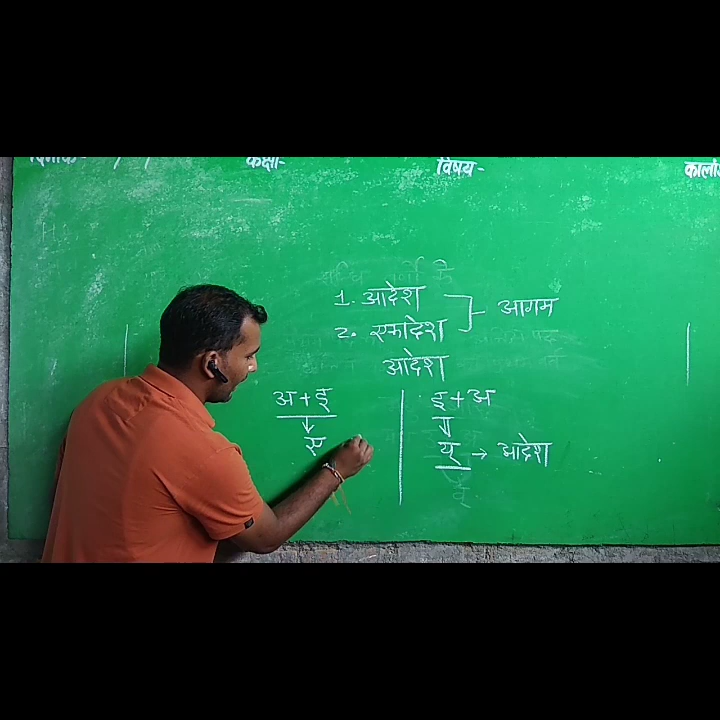 दिनांक- / /
कक्षा-
विषय-
1. आदेश
2. एकादेश
आगम
आदेश
अ + इ
↓
ए
इ + अ
↓
य् → आदेश